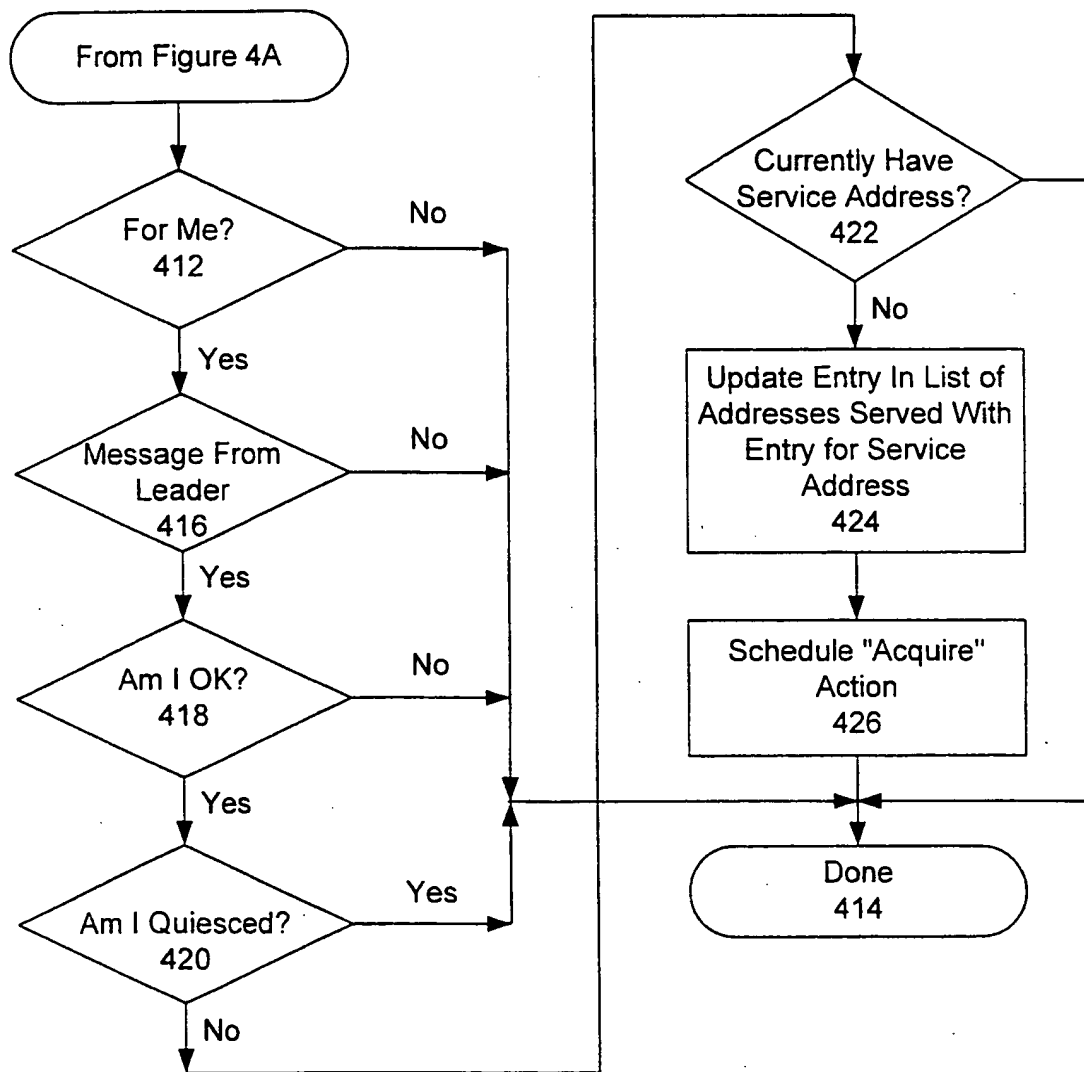 From Figure 4A
For Me?
412
No
Yes
Message From
Leader
416
No
Yes
Am I OK?
418
No
Yes
Am I Quiesced?
420
Yes
No
Currently Have
Service Address?
422
No
Update Entry In List of
Addresses Served With
Entry for Service
Address
424
Schedule "Acquire"
Action
426
Done
414